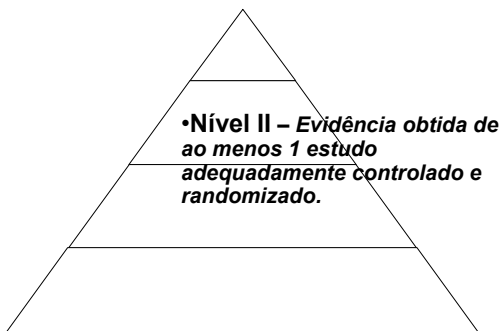 •Nível II – Evidência obtida de
ao menos 1 estudo
adequadamente controlado e
randomizado.